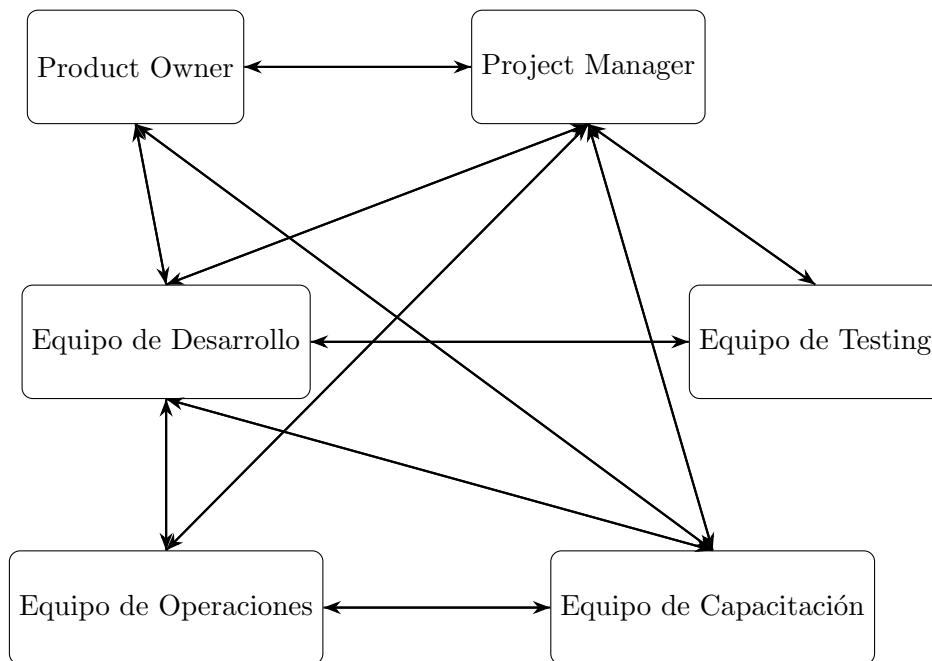 Product Owner
Project Manager
Equipo de Desarrollo
Equipo de Testing
Equipo de Operaciones
Equipo de Capacitación